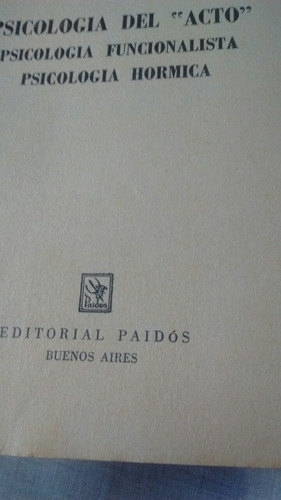 PSICOLOGIA DEL “ACTO”
PSICOLOGIA FUNCIONALISTA
PSICOLOGIA HORMICA
Paidós
EDITORIAL PAIDÓS
BUENOS AIRES